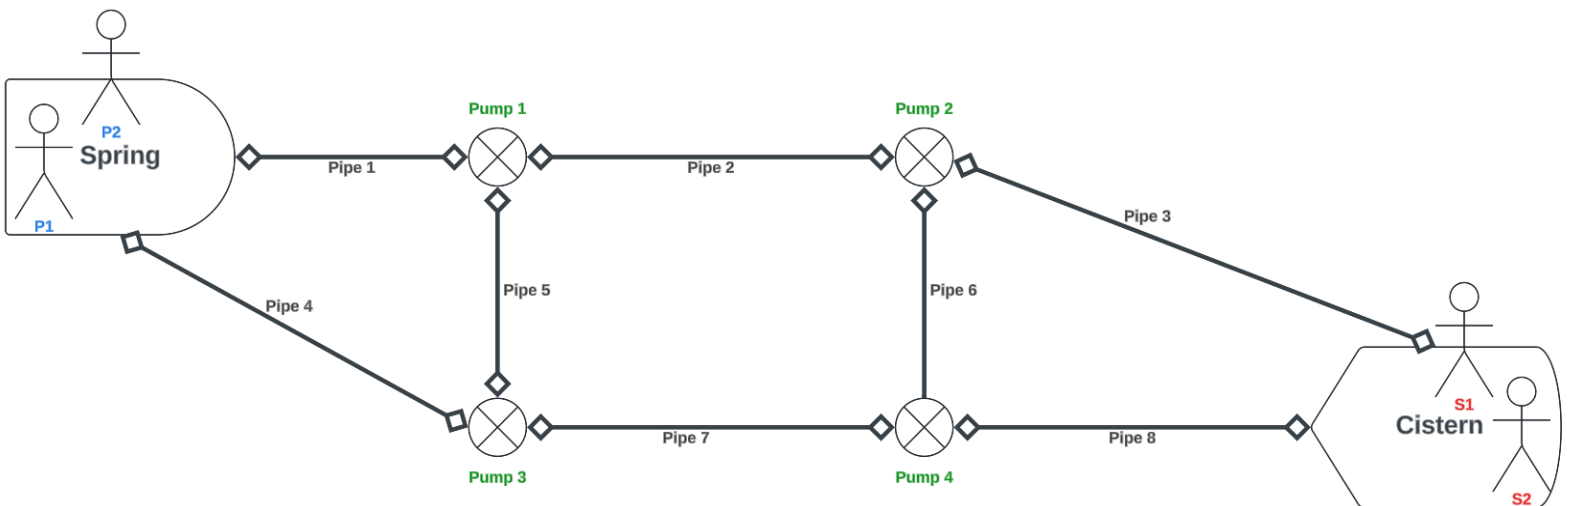 Pump 1
Pump 2
P2
Spring
Pipe 1
Pipe 2
P1
Pipe 3
Pipe 4
Pipe 5
Pipe 6
S1
Cistern
Pipe 7
Pipe 8
Pump 3
Pump 4
S2